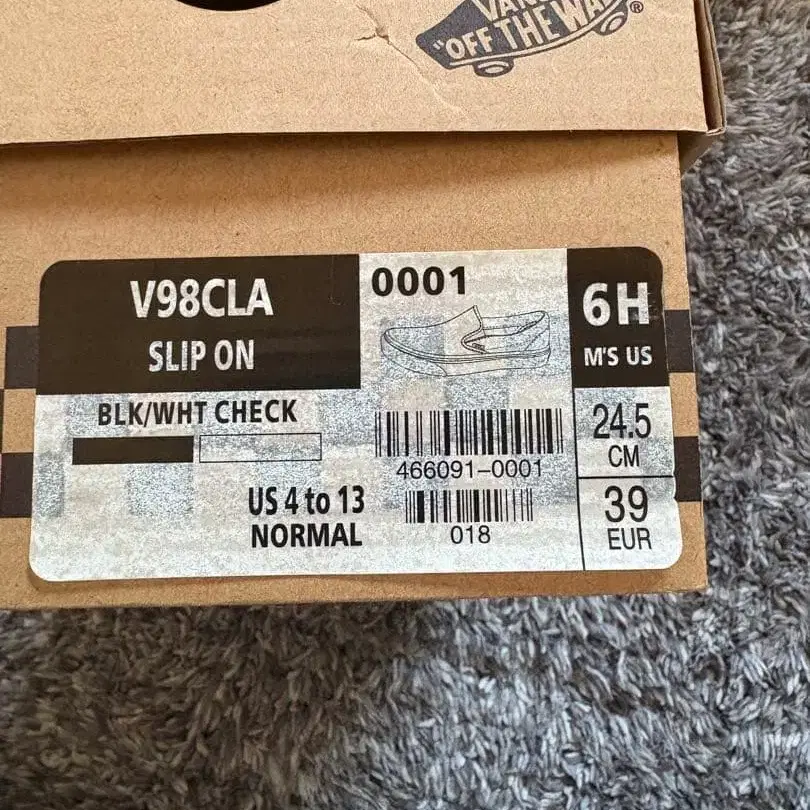 VANS
"OFF THE WALL"
®
V98CLA
SLIP ON
0001
6H
M'S US
BLK/WHT CHECK
466091-0001
24.5
CM
US 4 to 13
NORMAL
018
39
EUR